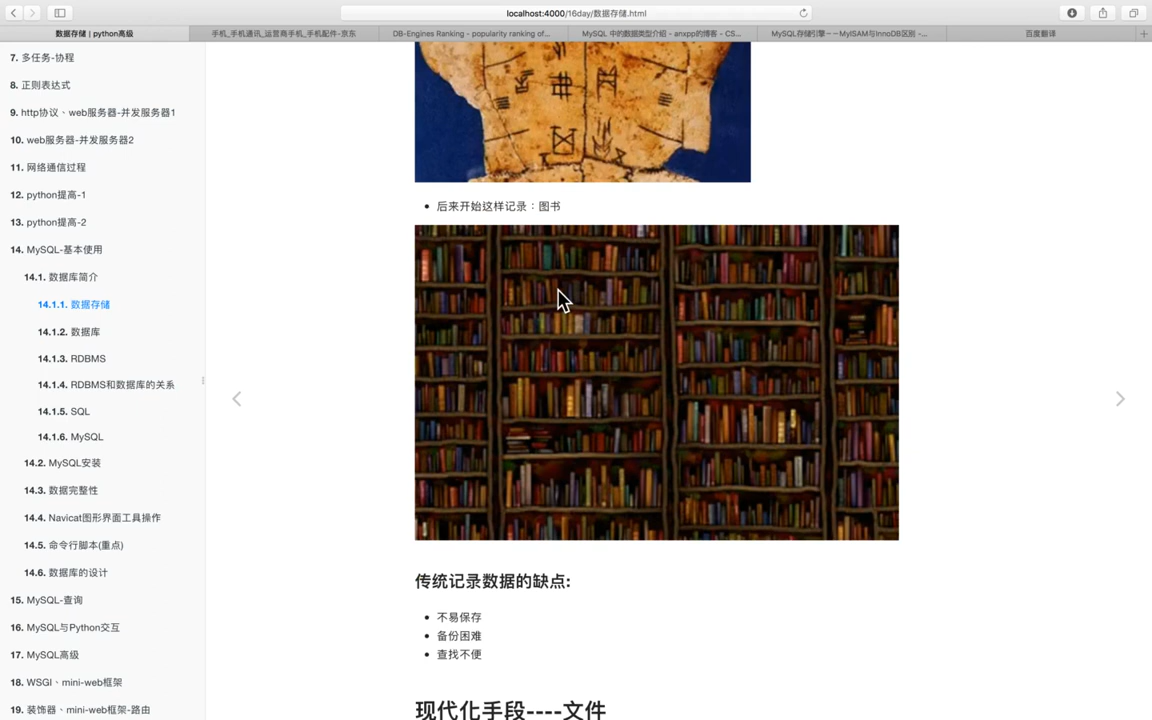 localhost:4000/16day/数据存储.html
数据存储 | python高级
手机_手机通讯_运营商手机_手机配件-京东
DB-Engines Ranking - popularity ranking of...
MySQL 中的数据类型介绍 - anxpp的博客 - CS...
MySQL存储引擎－－MyISAM与InnoDB区别 -...
百度翻译
7. 多任务-协程
8. 正则表达式
9. http协议、web服务器-并发服务器1
10. web服务器-并发服务器2
11. 网络通信过程
12. python提高-1
13. python提高-2
14. MySQL-基本使用
14.1. 数据库简介
14.1.1. 数据存储
14.1.2. 数据库
14.1.3. RDBMS
14.1.4. RDBMS和数据库的关系
14.1.5. SQL
14.1.6. MySQL
14.2. MySQL安装
14.3. 数据完整性
14.4. Navicat图形界面工具操作
14.5. 命令行脚本(重点)
14.6. 数据库的设计
15. MySQL-查询
16. MySQL与Python交互
17. MySQL高级
18. WSGI、mini-web框架
19. 装饰器、mini-web框架-路由
后来开始这样记录：图书
传统记录数据的缺点:
不易保存
备份困难
查找不便
现代化手段----文件